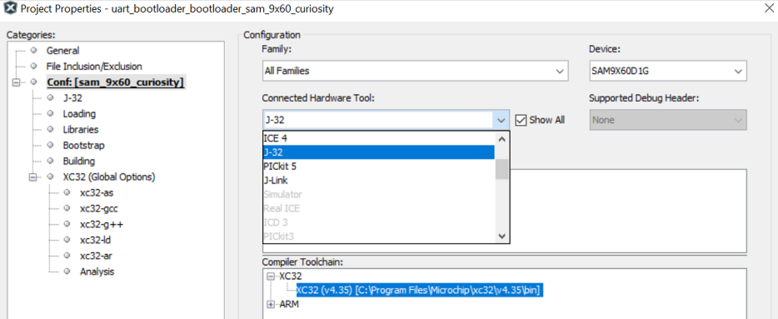 Project Properties - uart_bootloader_bootloader_sam_9x60_curiosity
Categories:
General
File Inclusion/Exclusion
Conf: [sam_9x60_curiosity]
J-32
Loading
Libraries
Bootstrap
Building
XC32 (Global Options)
xc32-as
xc32-gcc
xc32-g++
xc32-ld
xc32-ar
Analysis
Configuration
Family:
Device:
All Families
SAM9X60D1G
Connected Hardware Tool:
Supported Debug Header:
J-32
Show All
None
ICE 4
J-32
PICkit 5
J-Link
Simulator
Real ICE
ICD 3
PICkit3
Compiler Toolchain:
XC32
XC32 (v4.35) [C:\Program Files\Microchip\xc32\v4.35\bin]
ARM